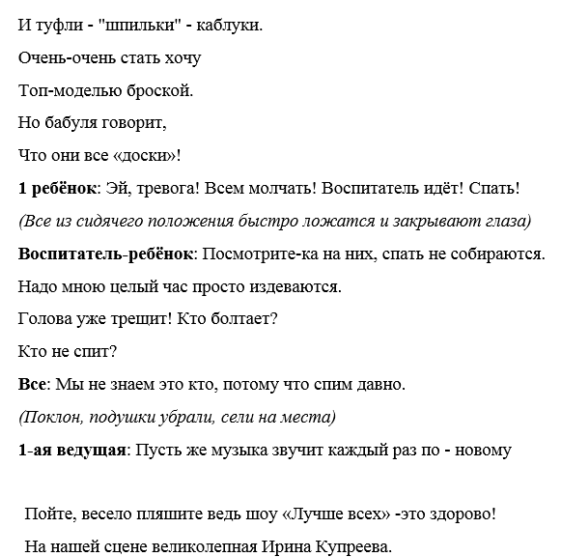 И туфли - "шпильки" - каблуки.
Очень-очень стать хочу
Топ-моделью броской.
Но бабуля говорит,
Что они все «доски»!
1 ребёнок: Эй, тревога! Всем молчать! Воспитатель идёт! Спать!
(Все из сидячего положения быстро ложатся и закрывают глаза)
Воспитатель-ребёнок: Посмотрите-ка на них, спать не собираются.
Надо мною целый час просто издеваются.
Голова уже трещит! Кто болтает?
Кто не спит?
Все: Мы не знаем это кто, потому что спим давно.
(Поклон, подушки убрали, сели на места)
1-ая ведущая: Пусть же музыка звучит каждый раз по - новому
Пойте, весело пляшите ведь шоу «Лучше всех» -это здорово!
На нашей сцене великолепная Ирина Купреева.